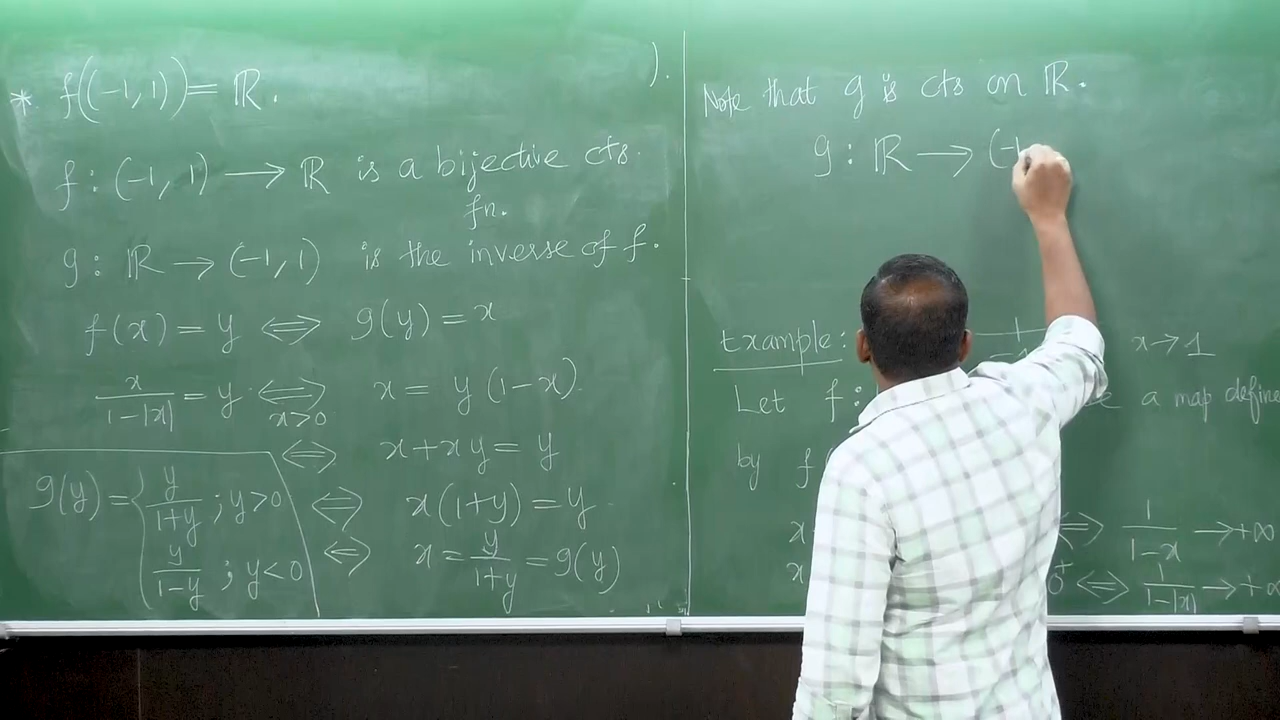 * f((-1,1)) = ℝ.
f : (-1, 1) ⟶ ℝ is a bijective cts.
fn.
g : ℝ → (-1, 1) is the inverse of f.
f(x) = y ⇔ g(y) = x
x/(1-|x|) = y ⇔ x>0 x = y (1-x).
⇔ x + xy = y
⇔ x(1+y) = y
⇔ x = y/(1+y) = g(y)
g(y) = { y/(1+y) ; y>0
y/(1-y) ; y<0
).
Note that g is cts on ℝ.
g : ℝ ⟶ (-1
Example: x→1
Let f : a map define
by f
x ⇔ 1/(1-x) → +∞
x 0⁺ ⇔ 1/(1-|x|) → +∞